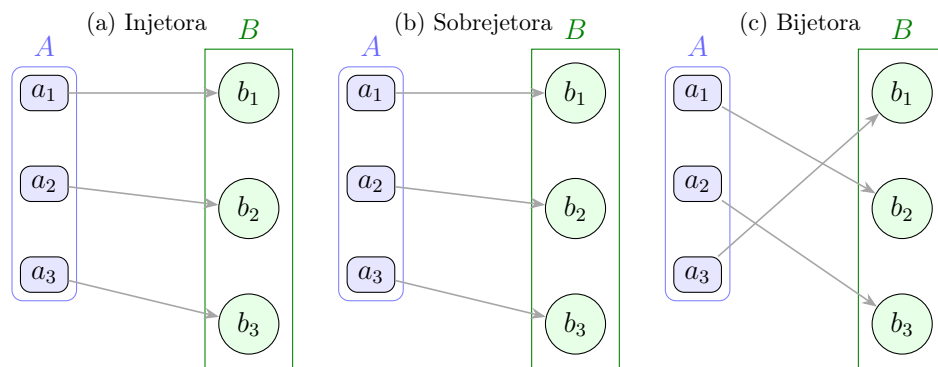 (a) Injetora
A
B
a1
b1
a2
b2
a3
b3
(b) Sobrejetora
A
B
a1
b1
a2
b2
a3
b3
(c) Bijetora
A
B
a1
b1
a2
b2
a3
b3